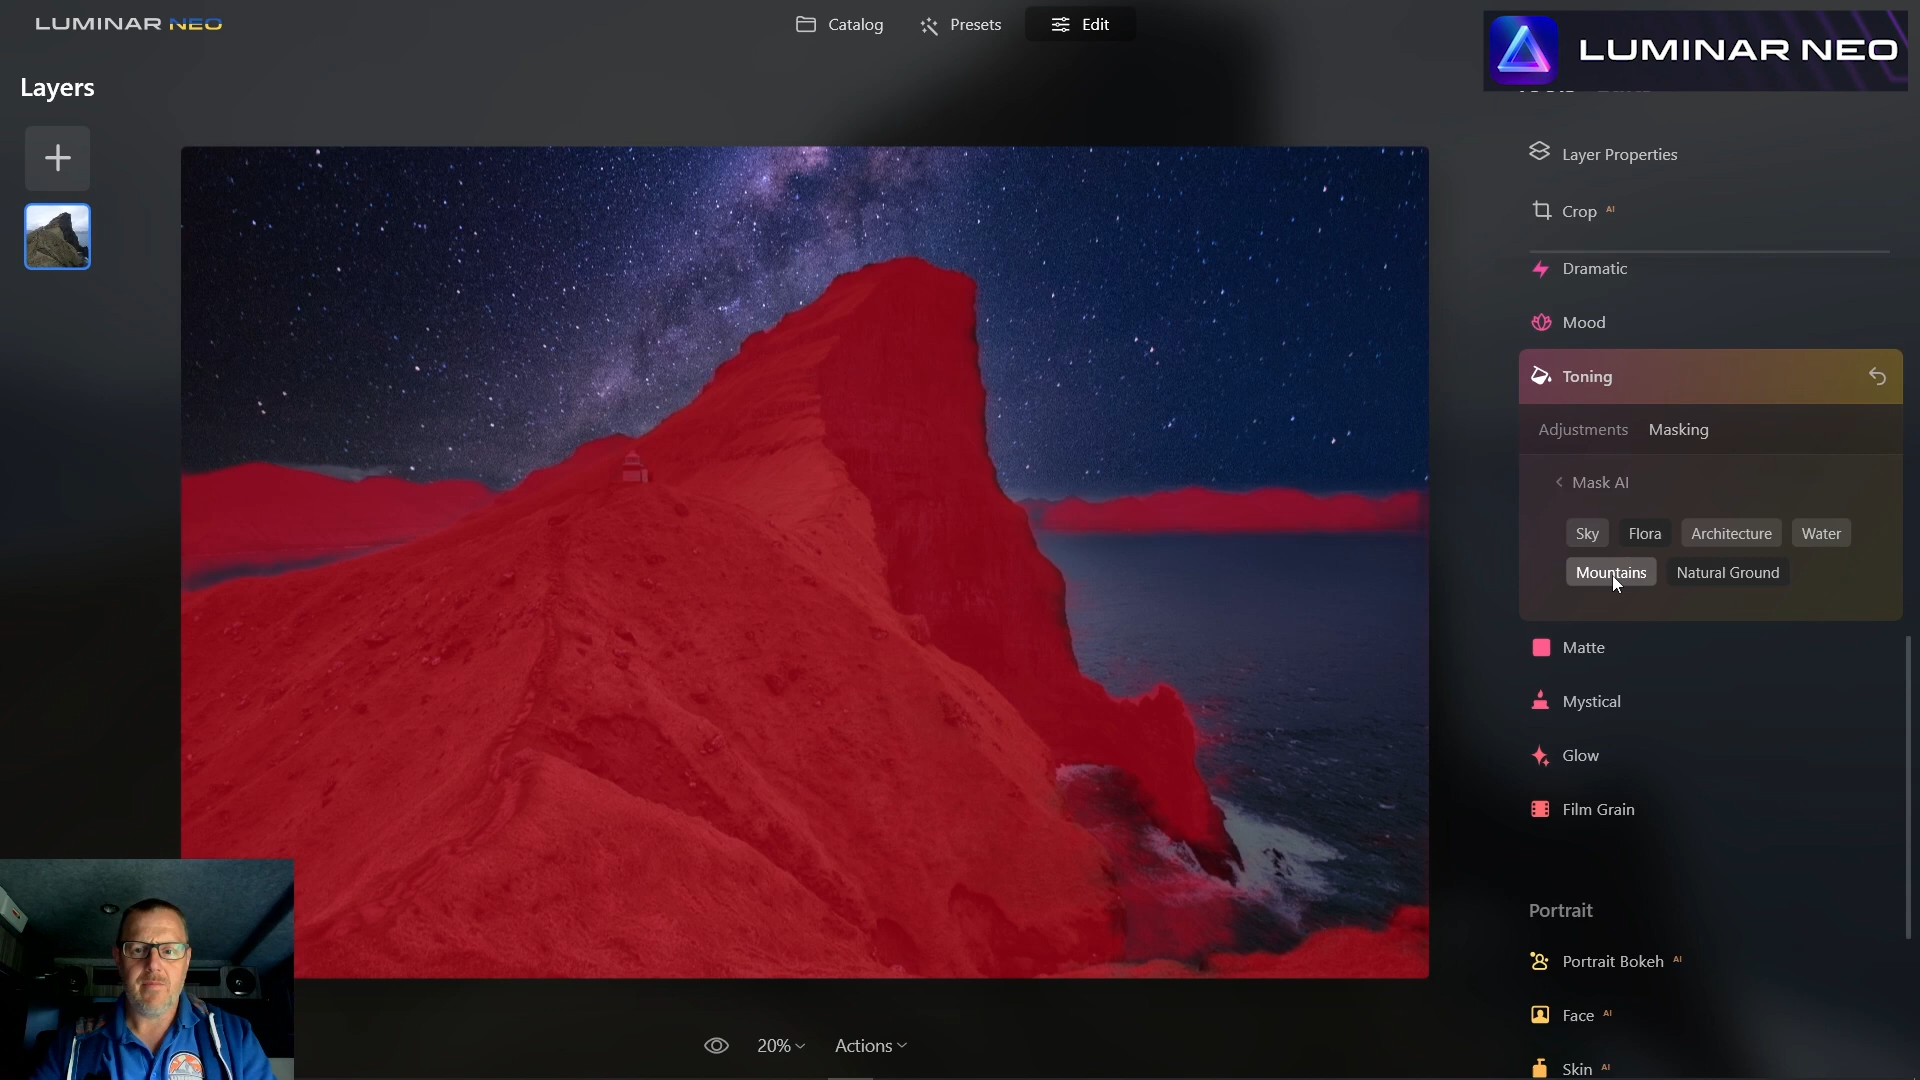 LUMINAR NEO
Catalog
Presets
Edit
LUMINAR NEO
Layers
Layer Properties
Crop AI
Dramatic
Mood
Toning
Adjustments Masking
Mask AI
Sky Flora Architecture Water
Mountains Natural Ground
Matte
Mystical
Glow
Film Grain
Portrait
Portrait Bokeh AI
Face AI
Skin AI
20%
Actions